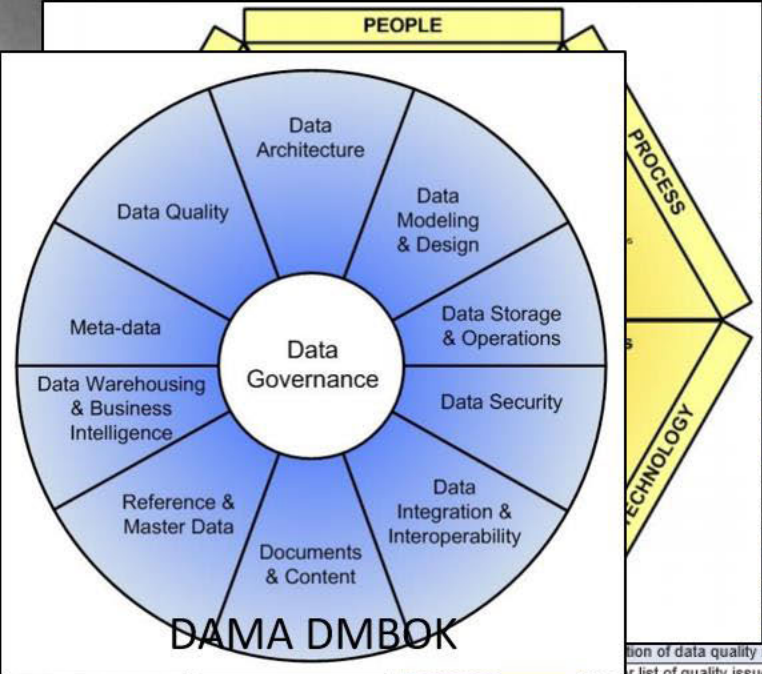 PEOPLE
PROCESS
TECHNOLOGY
Data
Architecture
Data
Modeling
& Design
Data Storage
& Operations
Data Security
Data
Integration &
Interoperability
Documents
& Content
Reference &
Master Data
Data Warehousing
& Business
Intelligence
Meta-data
Data Quality
Data
Governance
DAMA DMBOK
tion of data quality
r list of quality issu